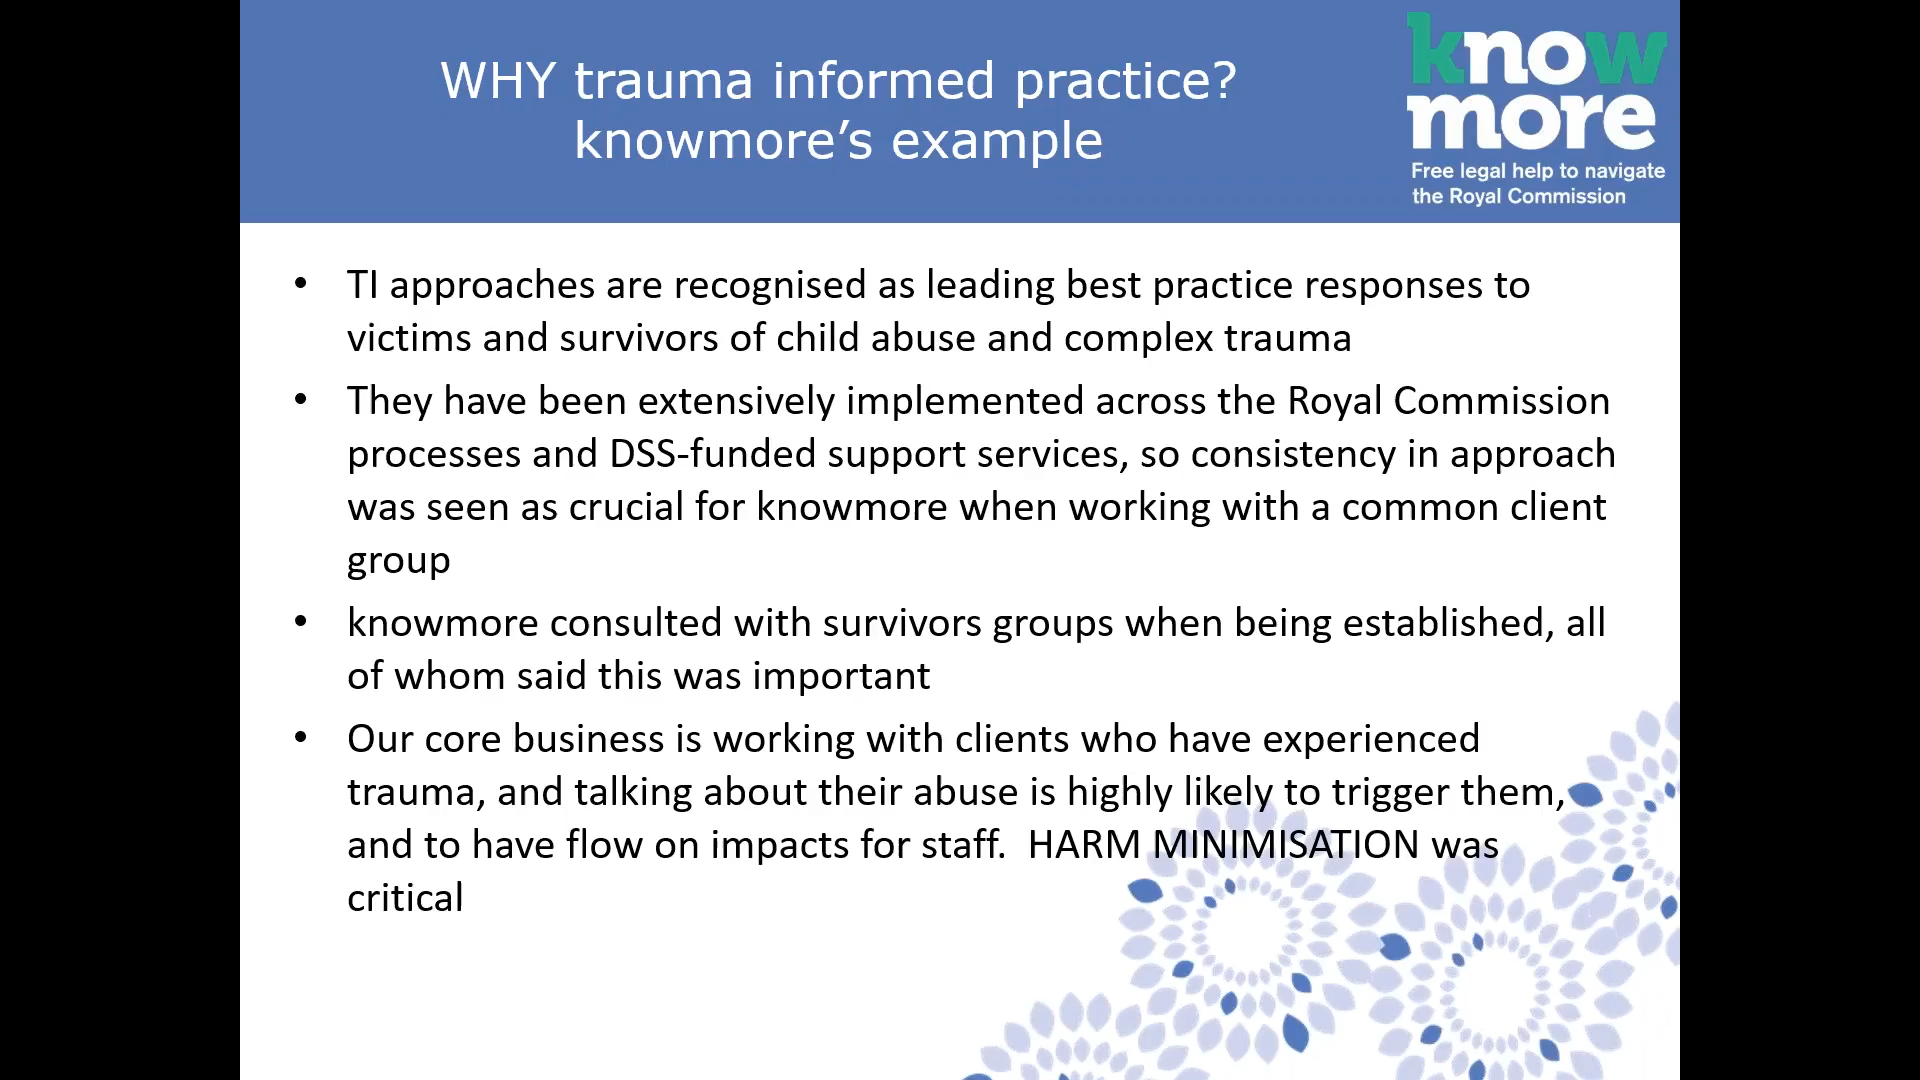 WHY trauma informed practice?
knowmore’s example
know
more
Free legal help to navigate
the Royal Commission
• TI approaches are recognised as leading best practice responses to
victims and survivors of child abuse and complex trauma
• They have been extensively implemented across the Royal Commission
processes and DSS-funded support services, so consistency in approach
was seen as crucial for knowmore when working with a common client
group
• knowmore consulted with survivors groups when being established, all
of whom said this was important
• Our core business is working with clients who have experienced
trauma, and talking about their abuse is highly likely to trigger them,
and to have flow on impacts for staff.  HARM MINIMISATION was
critical